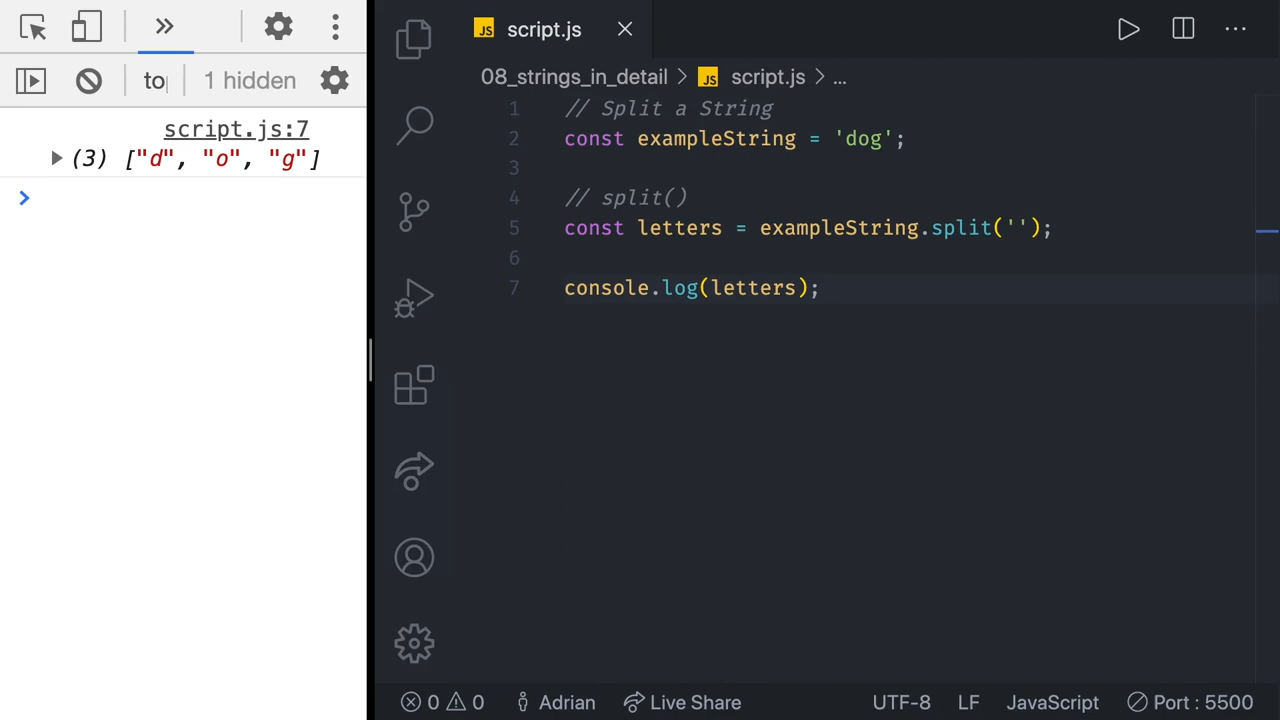 to
1 hidden
script.js:7
(3) ["d", "o", "g"]
JS script.js
08_strings_in_detail > JS script.js > ...
1 // Split a String
2 const exampleString = 'dog';
3
4 // split()
5 const letters = exampleString.split('');
6
7 console.log(letters);
0 0 Adrian Live Share UTF-8 LF JavaScript Port : 5500